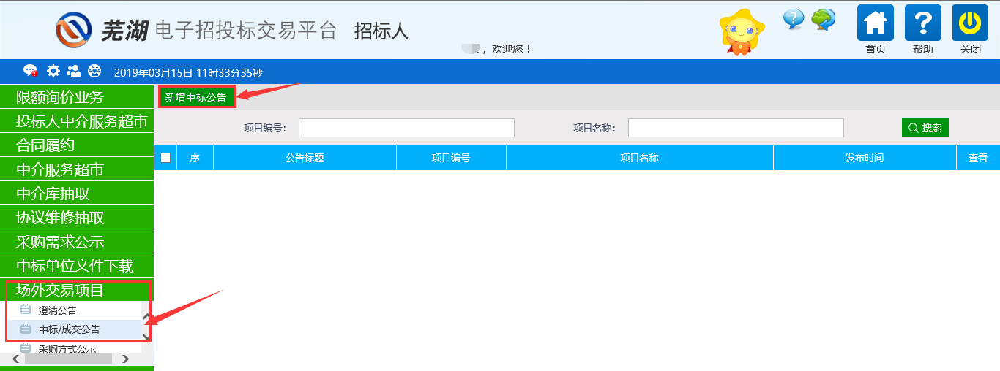 芜湖 电子招投标交易平台 招标人
，欢迎您！
首页 帮助 关闭
2019年03月15日 11时33分35秒
限额询价业务
投标人中介服务超市
合同履约
中介服务超市
中介库抽取
协议维修抽取
采购需求公示
中标单位文件下载
场外交易项目
澄清公告
中标/成交公告
采购方式公示
新增中标公告
项目编号： 项目名称： 搜索
序 公告标题 项目编号 项目名称 发布时间 查看